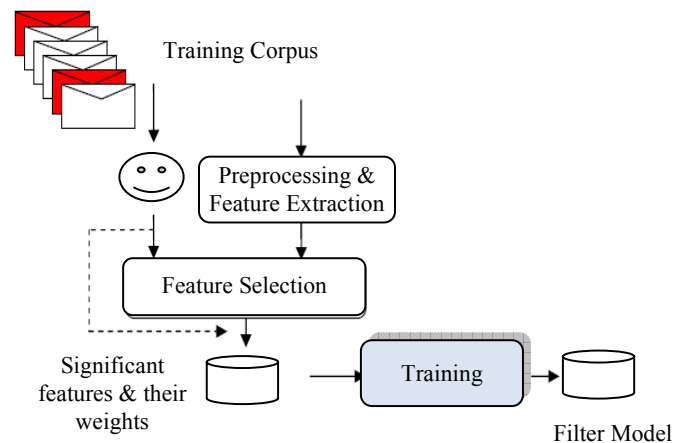 Training Corpus
Preprocessing &
Feature Extraction
Feature Selection
Significant
features & their
weights
Training
Filter Model